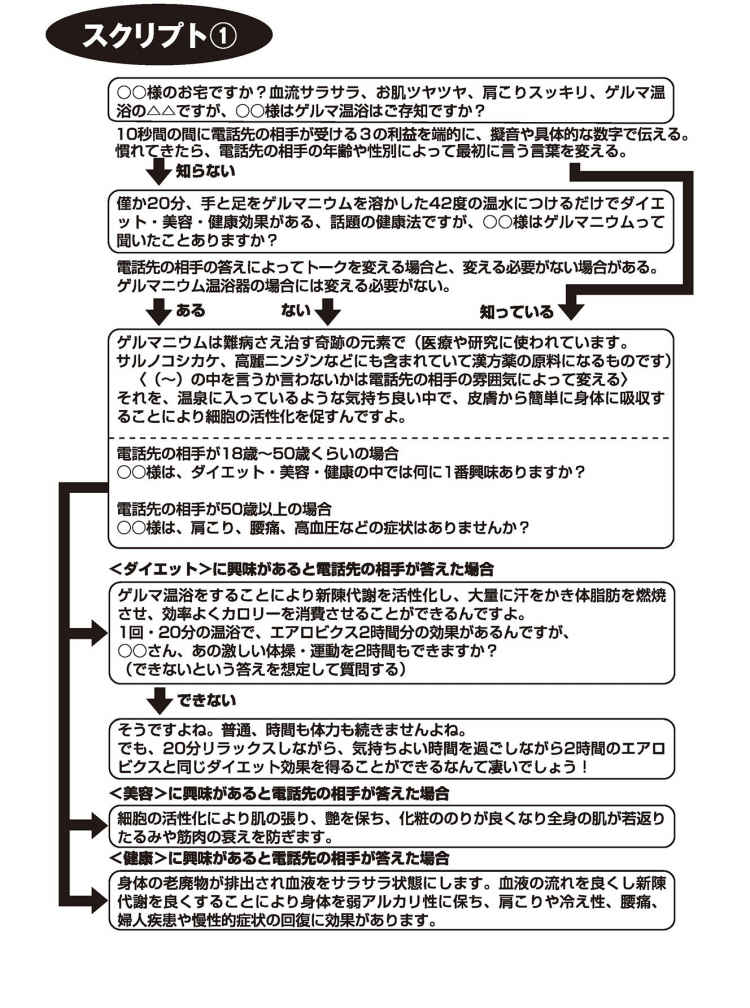 スクリプト①
○○様のお宅ですか？血流サラサラ、お肌ツヤツヤ、肩こりスッキリ、ゲルマ温
浴の△△ですが、○○様はゲルマ温浴はご存知ですか？
10秒間の間に電話先の相手が受ける３の利益を端的に、擬音や具体的な数字で伝える。
慣れてきたら、電話先の相手の年齢や性別によって最初に言う言葉を変える。
知らない
僅か20分、手と足をゲルマニウムを溶かした42度の温水につけるだけでダイエ
ット・美容・健康効果がある、話題の健康法ですが、○○様はゲルマニウムって
聞いたことありますか？
電話先の相手の答えによってトークを変える場合と、変える必要がない場合がある。
ゲルマニウム温浴器の場合には変える必要がない。
ある
ない
知っている
ゲルマニウムは難病さえ治す奇跡の元素で（医療や研究に使われています。
サルノコシカケ、高麗ニンジンなどにも含まれていて漢方薬の原料になるものです）
〈（～）の中を言うか言わないかは電話先の相手の雰囲気によって変える〉
それを、温泉に入っているような気持ち良い中で、皮膚から簡単に身体に吸収す
ることにより細胞の活性化を促すんですよ。
電話先の相手が18歳～50歳くらいの場合
○○様は、ダイエット・美容・健康の中では何に1番興味ありますか？
電話先の相手が50歳以上の場合
○○様は、肩こり、腰痛、高血圧などの症状はありませんか？
＜ダイエット＞に興味があると電話先の相手が答えた場合
ゲルマ温浴をすることにより新陳代謝を活性化し、大量に汗をかき体脂肪を燃焼
させ、効率よくカロリーを消費させることができるんですよ。
1回・20分の温浴で、エアロビクス2時間分の効果があるんですが、
○○さん、あの激しい体操・運動を2時間もできますか？
（できないという答えを想定して質問する）
できない
そうですよね。普通、時間も体力も続きませんよね。
でも、20分リラックスしながら、気持ちよい時間を過ごしながら2時間のエアロ
ビクスと同じダイエット効果を得ることができるなんて凄いでしょう！
＜美容＞に興味があると電話先の相手が答えた場合
細胞の活性化により肌の張り、艶を保ち、化粧ののりが良くなり全身の肌が若返り
たるみや筋肉の衰えを防ぎます。
＜健康＞に興味があると電話先の相手が答えた場合
身体の老廃物が排出され血液をサラサラ状態にします。血液の流れを良くし新陳
代謝を良くすることにより身体を弱アルカリ性に保ち、肩こりや冷え性、腰痛、
婦人疾患や慢性的症状の回復に効果があります。